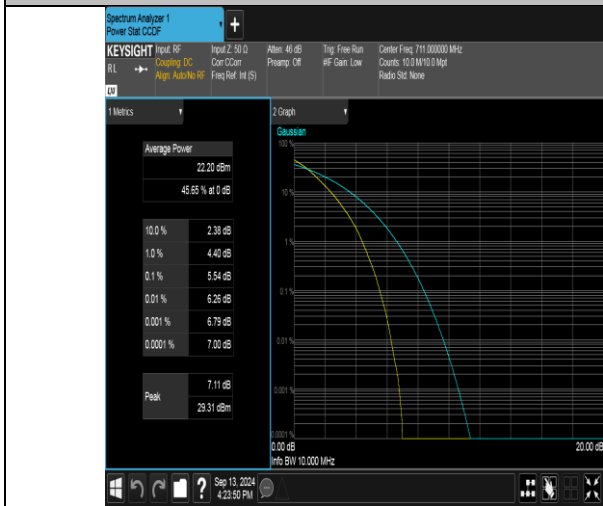 Spectrum Analyzer 1
Power Stat CCDF
+
KEYSIGHT
RL
Input: RF
Coupling: DC
Align: Auto/No RF
Input Z: 50 Ω
Corr CCorr
Freq Ref: Int (S)
Atten: 46 dB
Preamp: Off
Trig: Free Run
#IF Gain: Low
Center Freq: 711.000000 MHz
Counts: 10.0 M/10.0 Mpt
Radio Std: None
1 Metrics
Average Power
22.20 dBm
45.65 % at 0 dB
10.0 % 2.38 dB
1.0 % 4.40 dB
0.1 % 5.54 dB
0.01 % 6.26 dB
0.001 % 6.79 dB
0.0001 % 7.00 dB
Peak
7.11 dB
29.31 dBm
2 Graph
Gaussian
100 %
10 %
1 %
0.1 %
0.01 %
0.001 %
0.0001 %
0.00 dB
20.00 dB
Info BW 10.000 MHz
?
Sep 13, 2024
4:23:50 PM